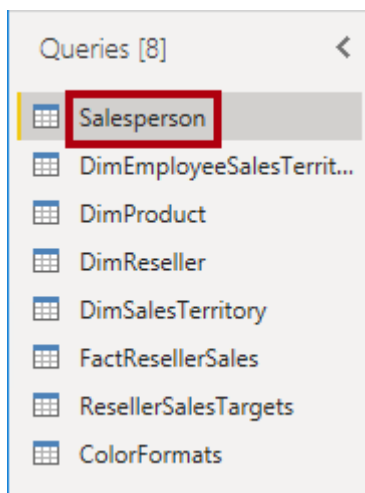 Queries [8]
Salesperson
DimEmployeeSalesTerrit...
DimProduct
DimReseller
DimSalesTerritory
FactResellerSales
ResellerSalesTargets
ColorFormats